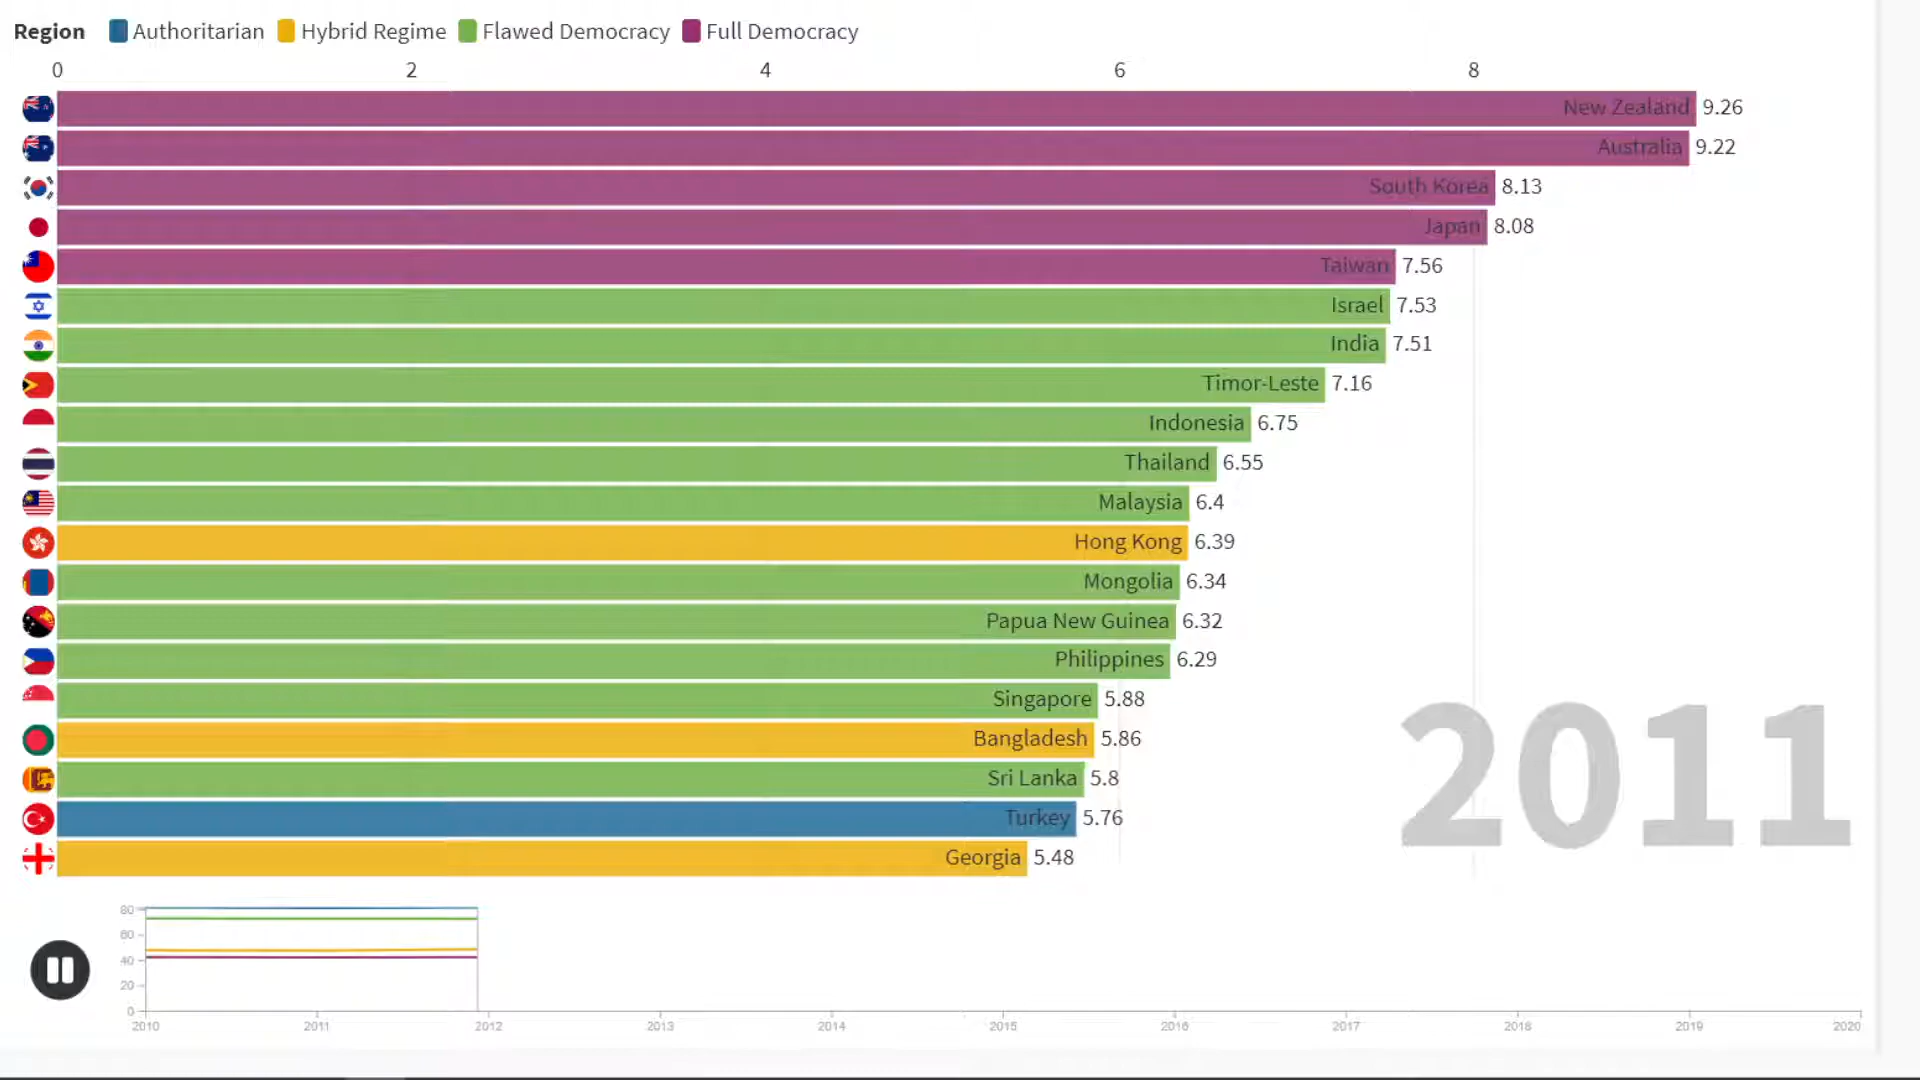 Region Authoritarian Hybrid Regime Flawed Democracy Full Democracy
0 2 4 6 8
New Zealand 9.26
Australia 9.22
South Korea 8.13
Japan 8.08
Taiwan 7.56
Israel 7.53
India 7.51
Timor-Leste 7.16
Indonesia 6.75
Thailand 6.55
Malaysia 6.4
Hong Kong 6.39
Mongolia 6.34
Papua New Guinea 6.32
Philippines 6.29
Singapore 5.88
Bangladesh 5.86
Sri Lanka 5.8
Turkey 5.76
Georgia 5.48
2011
80
60
40
20
0
2010 2011 2012 2013 2014 2015 2016 2017 2018 2019 2020